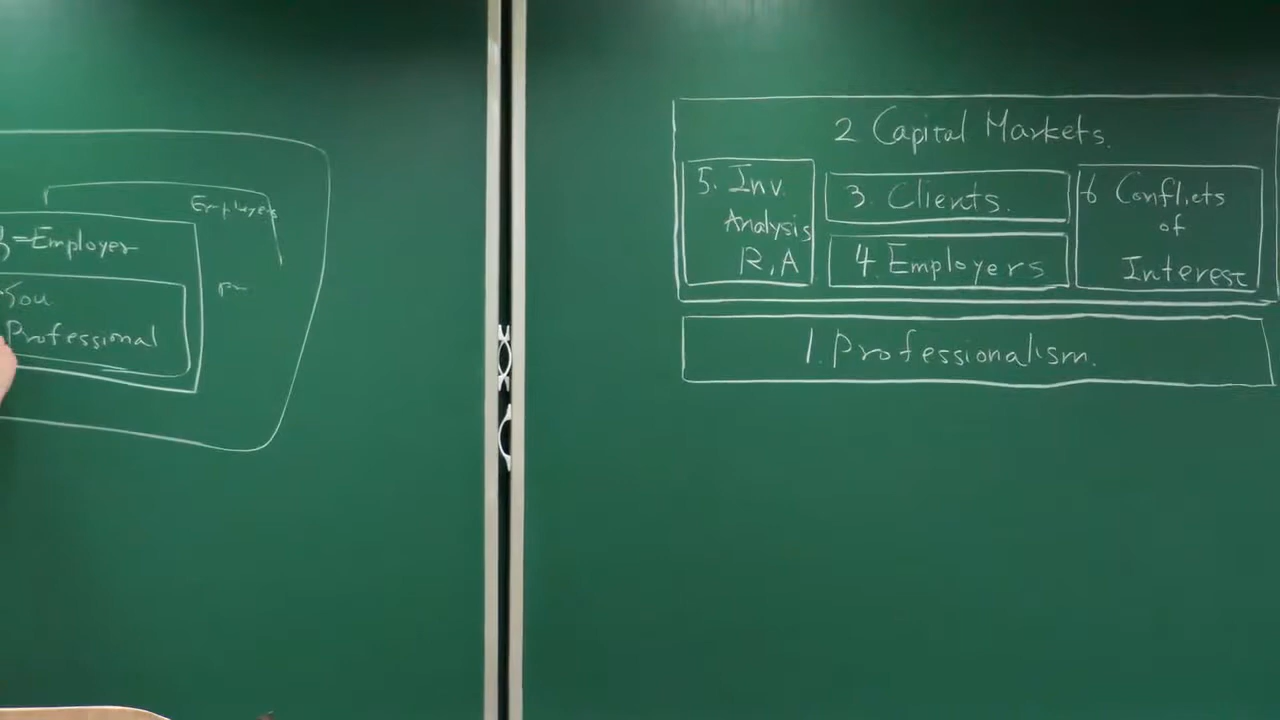 Employers
=Employer
You
Professional
2 Capital Markets.
5. Inv.
Analysis
R,A
3. Clients.
4. Employers
6 Conflicts
of
Interest
1. Professionalism.